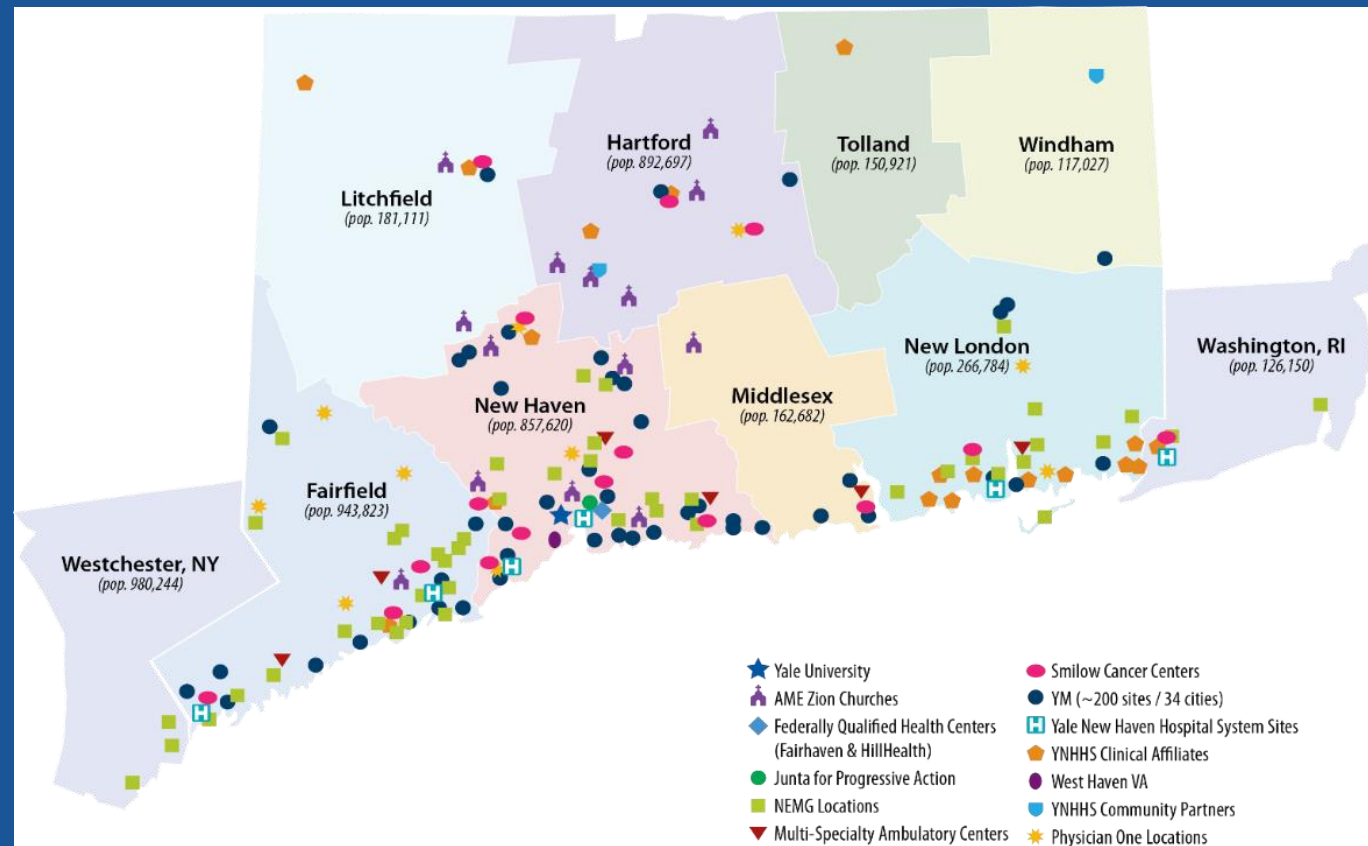 Hartford
(pop. 892,697)
Tolland
(pop. 150,921)
Windham
(pop. 117,027)
Litchfield
(pop. 181,111)
New London
(pop. 266,784)
Washington, RI
(pop. 126,150)
Middlesex
(pop. 162,682)
New Haven
(pop. 857,620)
Fairfield
(pop. 943,823)
Westchester, NY
(pop. 980,244)
H
H
H
H
H
H
Yale University
AME Zion Churches
Federally Qualified Health Centers
(Fairhaven & HillHealth)
Junta for Progressive Action
NEMG Locations
Multi-Specialty Ambulatory Centers
Smilow Cancer Centers
YM (~200 sites / 34 cities)
H Yale New Haven Hospital System Sites
YNHHS Clinical Affiliates
West Haven VA
YNHHS Community Partners
Physician One Locations